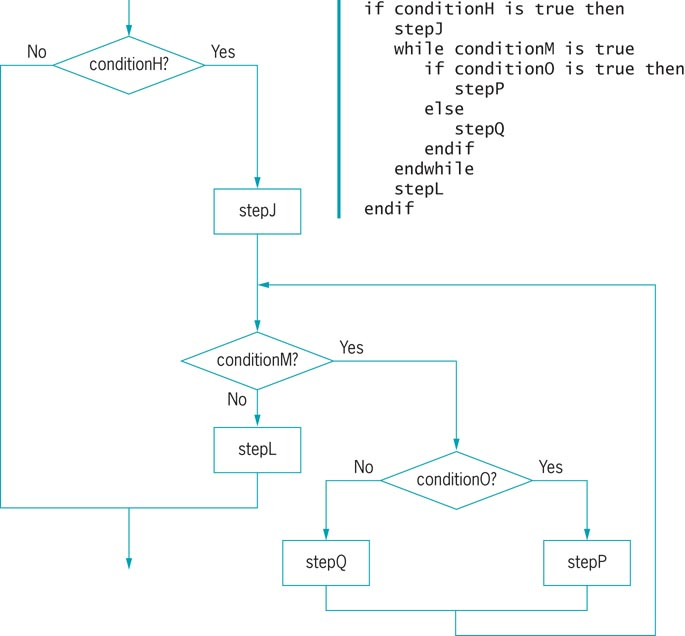 if conditionH is true then
stepJ
while conditionM is true
if conditionO is true then
stepP
else
stepQ
endif
endwhile
stepL
endif
No
conditionH?
Yes
stepJ
conditionM?
Yes
No
stepL
No
conditionO?
Yes
stepQ
stepP